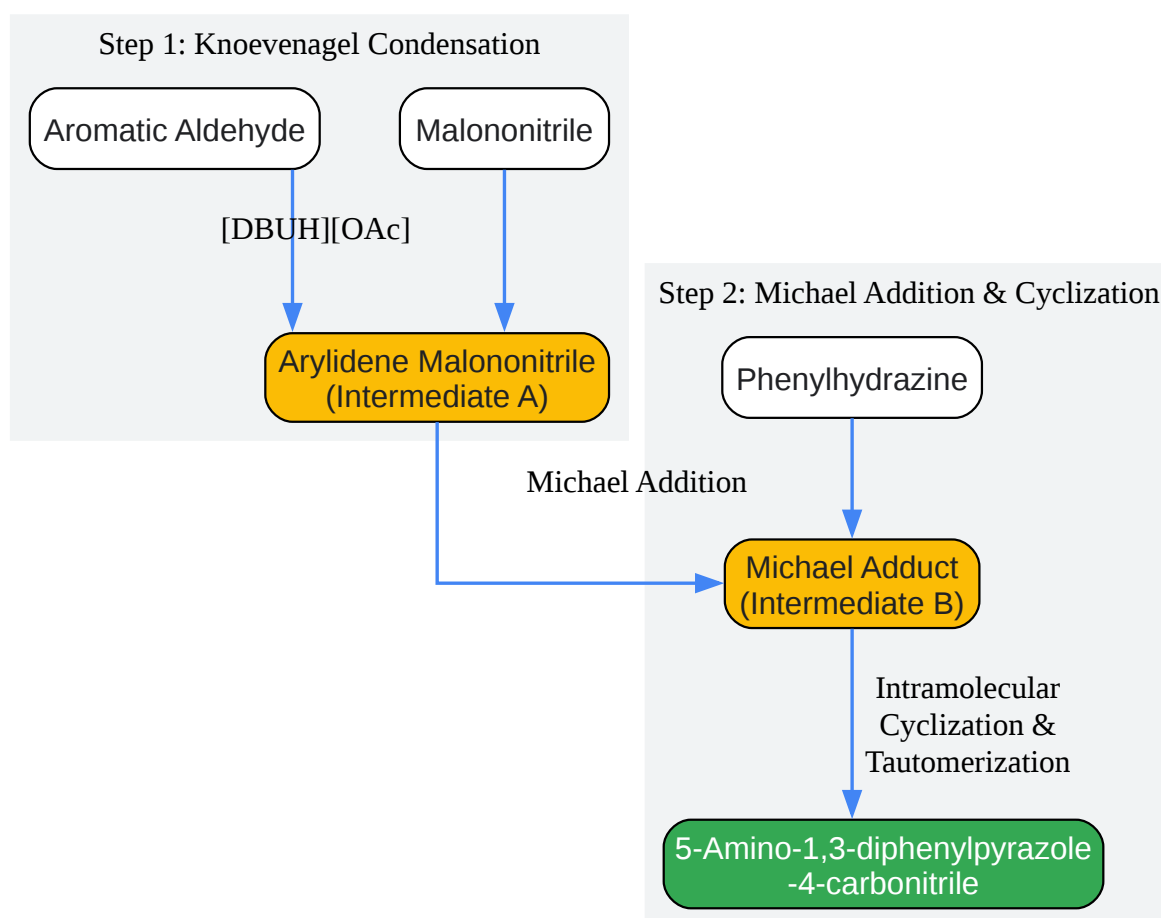 Step 1: Knoevenagel Condensation
Aromatic Aldehyde
Malononitrile
[DBUH][OAc]
Arylidene Malononitrile
(Intermediate A)
Step 2: Michael Addition & Cyclization
Phenylhydrazine
Michael Addition
Michael Adduct
(Intermediate B)
Intramolecular
Cyclization &
Tautomerization
5-Amino-1,3-diphenylpyrazole
-4-carbonitrile